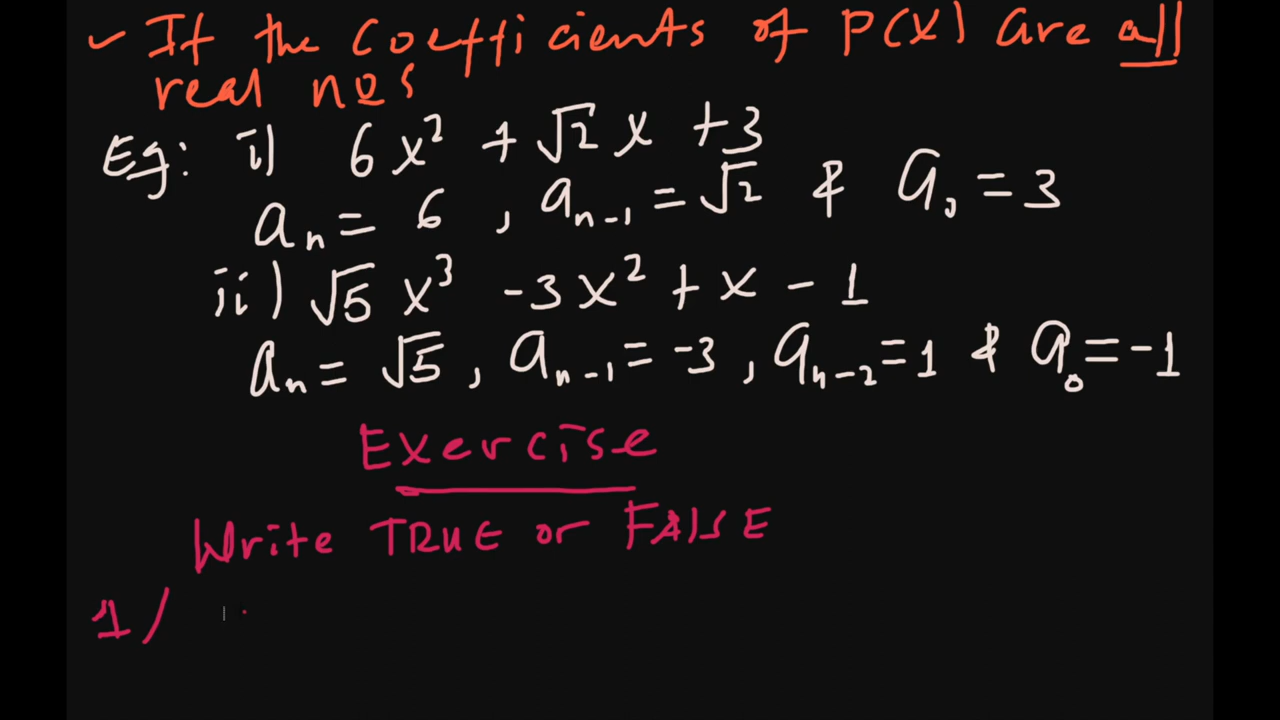 ✓ If the coefficients of P(X) are all
real nos
Eg: i) 6x² + √2 x + 3
aₙ = 6 , aₙ₋₁ = √2 & a₀ = 3
ii) √5 x³ - 3x² + x - 1
aₙ = √5 , aₙ₋₁ = -3 , aₙ₋₂ = 1 & a₀ = -1
Exercise
Write TRUE or FALSE
1/